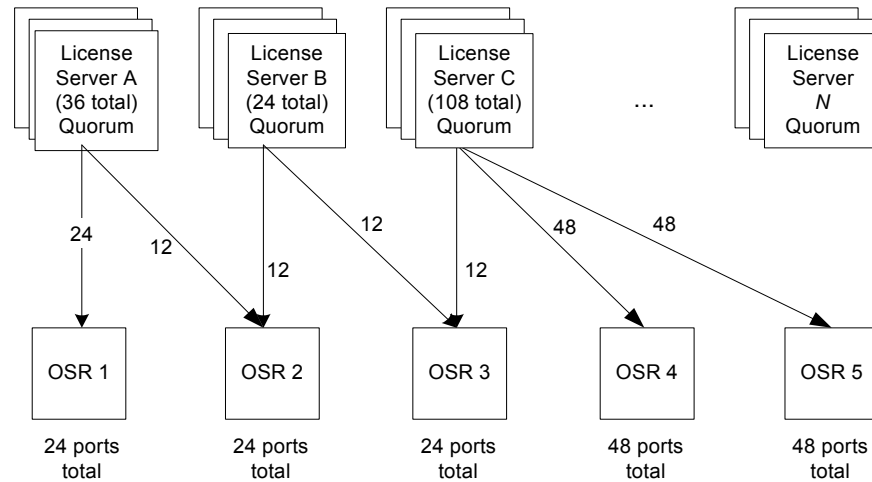 License
Server A
(36 total)
Quorum
License
Server B
(24 total)
Quorum
License
Server C
(108 total)
Quorum
...
License
Server
N
Quorum
24
12
12
12
12
48
48
OSR 1
OSR 2
OSR 3
OSR 4
OSR 5
24 ports
total
24 ports
total
24 ports
total
48 ports
total
48 ports
total